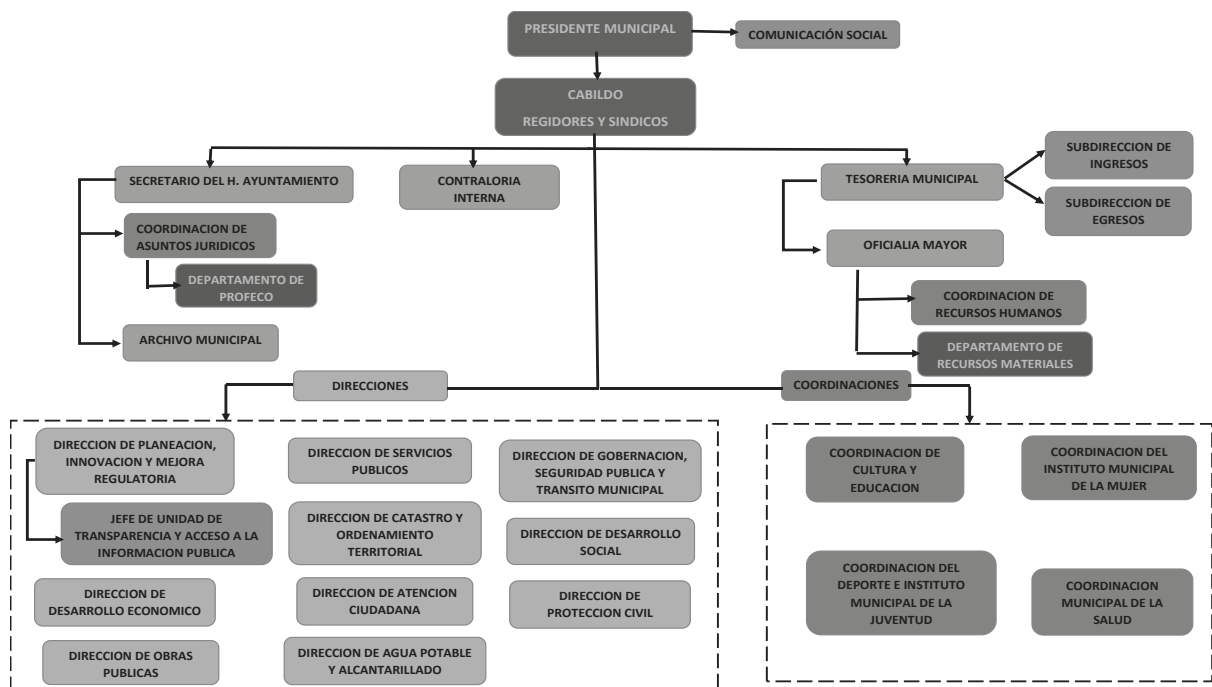 PRESIDENTE MUNICIPAL
COMUNICACIÓN SOCIAL
CABILDO
REGIDORES Y SINDICOS
SECRETARIO DEL H. AYUNTAMIENTO
CONTRALORIA
INTERNA
TESORERIA MUNICIPAL
SUBDIRECCION DE
INGRESOS
SUBDIRECCION DE
EGRESOS
COORDINACION DE
ASUNTOS JURIDICOS
DEPARTAMENTO DE
PROFECO
ARCHIVO MUNICIPAL
OFICIALIA MAYOR
COORDINACION DE
RECURSOS HUMANOS
DEPARTAMENTO DE
RECURSOS MATERIALES
DIRECCIONES
COORDINACIONES
DIRECCION DE PLANEACION,
INNOVACION Y MEJORA
REGULATORIA
DIRECCION DE SERVICIOS
PUBLICOS
DIRECCION DE GOBERNACION,
SEGURIDAD PUBLICA Y
TRANSITO MUNICIPAL
JEFE DE UNIDAD DE
TRANSPARENCIA Y ACCESO A LA
INFORMACION PUBLICA
DIRECCION DE CATASTRO Y
ORDENAMIENTO
TERRITORIAL
DIRECCION DE DESARROLLO
SOCIAL
DIRECCION DE
DESARROLLO ECONOMICO
DIRECCION DE ATENCION
CIUDADANA
DIRECCION DE
PROTECCION CIVIL
DIRECCION DE OBRAS
PUBLICAS
DIRECCION DE AGUA POTABLE
Y ALCANTARILLADO
COORDINACION DE
CULTURA Y
EDUCACION
COORDINACION DEL
INSTITUTO MUNICIPAL
DE LA MUJER
COORDINACION DEL
DEPORTE E INSTITUTO
MUNICIPAL DE LA
JUVENTUD
COORDINACION
MUNICIPAL DE LA
SALUD